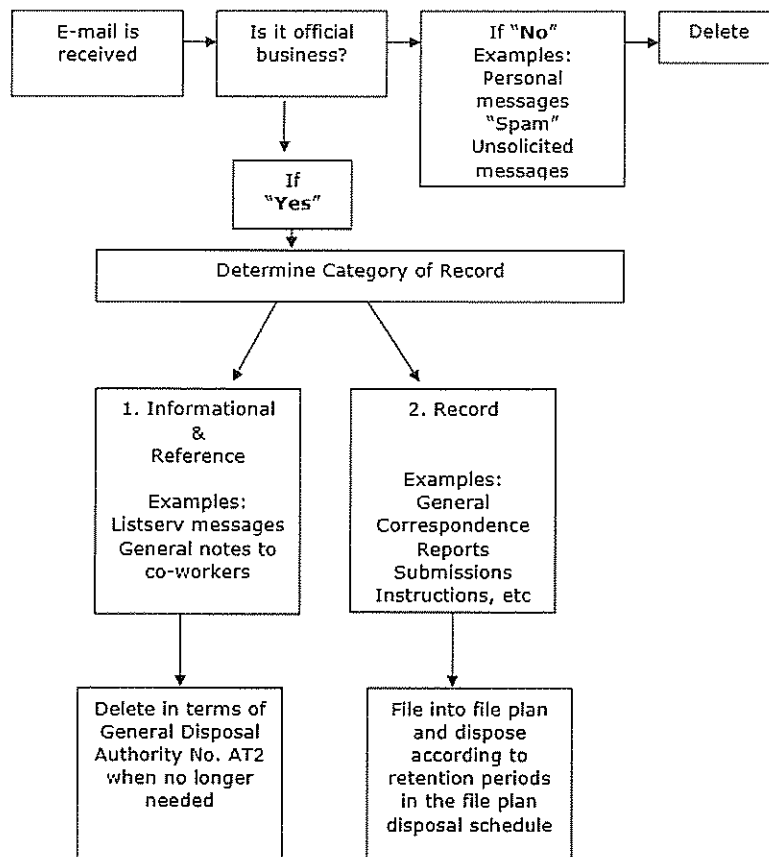 E-mail is
received
Is it official
business?
If “No”
Examples:
Personal
messages
“Spam”
Unsolicited
messages
Delete
If
“Yes”
Determine Category of Record
1. Informational
&
Reference
Examples:
Listserv messages
General notes to
co-workers
2. Record
Examples:
General
Correspondence
Reports
Submissions
Instructions, etc
Delete in terms of
General Disposal
Authority No. AT2
when no longer
needed
File into file plan
and dispose
according to
retention periods
in the file plan
disposal schedule